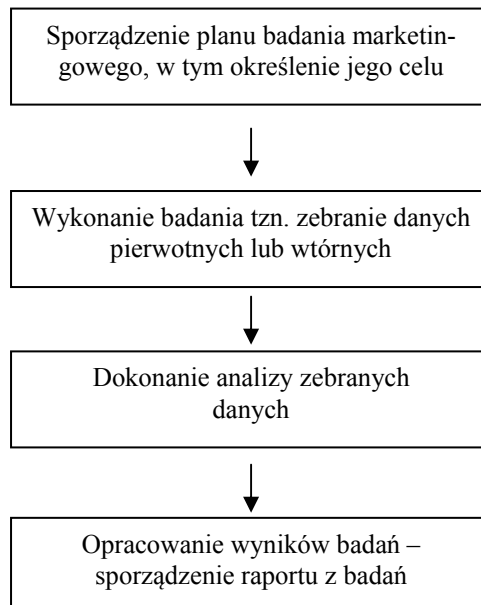 Sporządzenie planu badania marketin-
gowego, w tym określenie jego celu
Wykonanie badania tzn. zebranie danych
pierwotnych lub wtórnych
Dokonanie analizy zebranych
danych
Opracowanie wyników badań –
sporządzenie raportu z badań